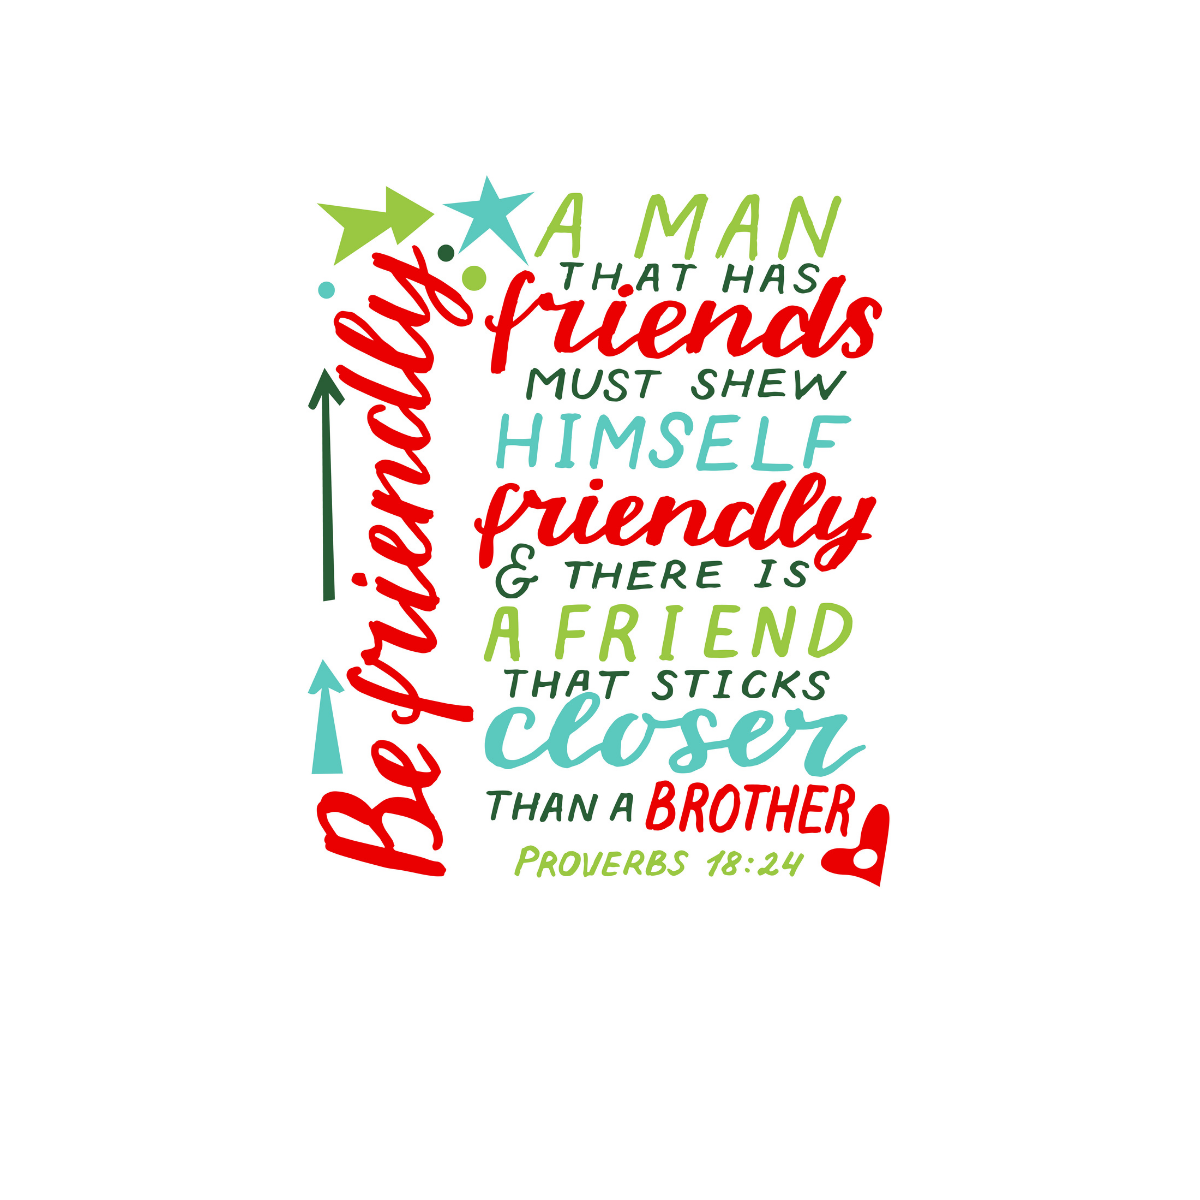 Be friendly
A MAN
THAT HAS
friends
MUST SHEW
HIMSELF
friendly
& THERE IS
A FRIEND
THAT STICKS
closer
THAN A BROTHER
PROVERBS 18:24